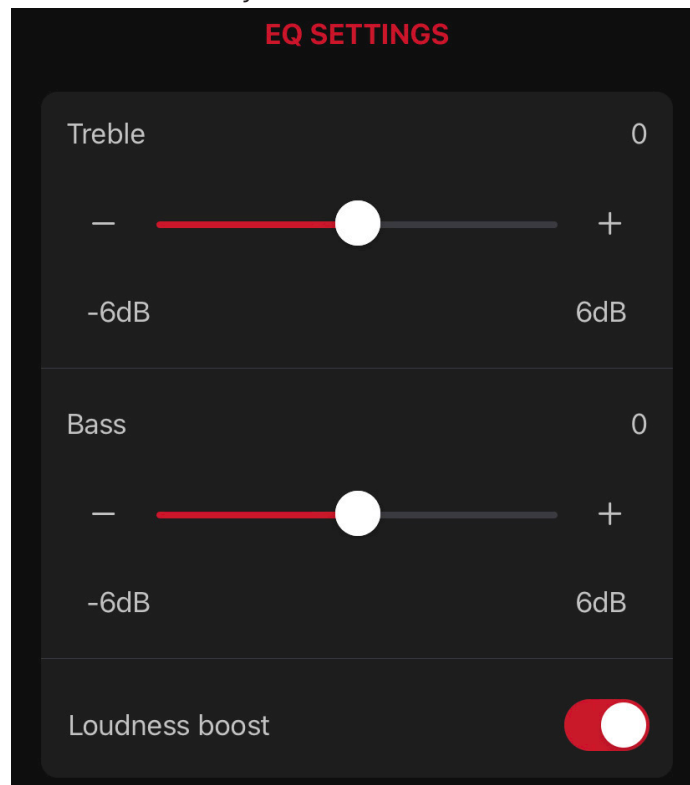 EQ SETTINGS
Treble 0
− +
-6dB 6dB
Bass 0
− +
-6dB 6dB
Loudness boost